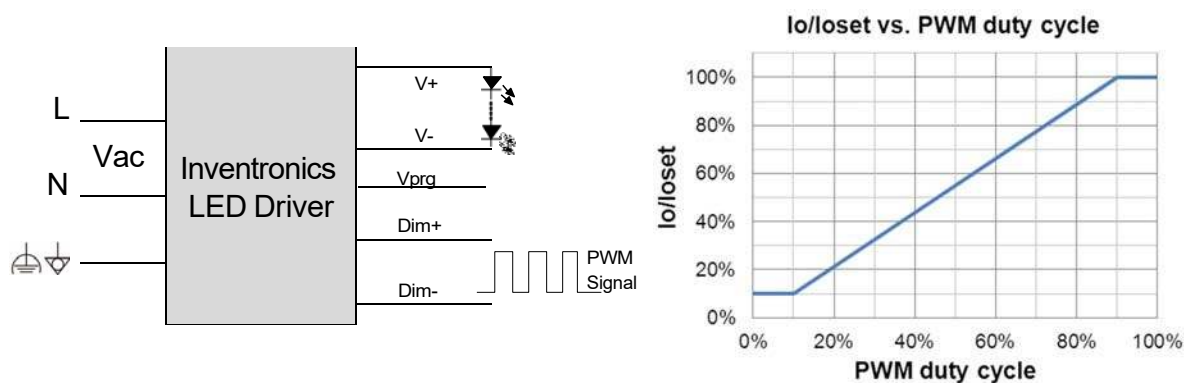 L
Vac
N
Inventronics
LED Driver
V+
V-
Vprg
Dim+
Dim-
PWM
Signal
Io/Ioset vs. PWM duty cycle
100%
80%
60%
40%
20%
0%
Io/Ioset
0% 20% 40% 60% 80% 100%
PWM duty cycle